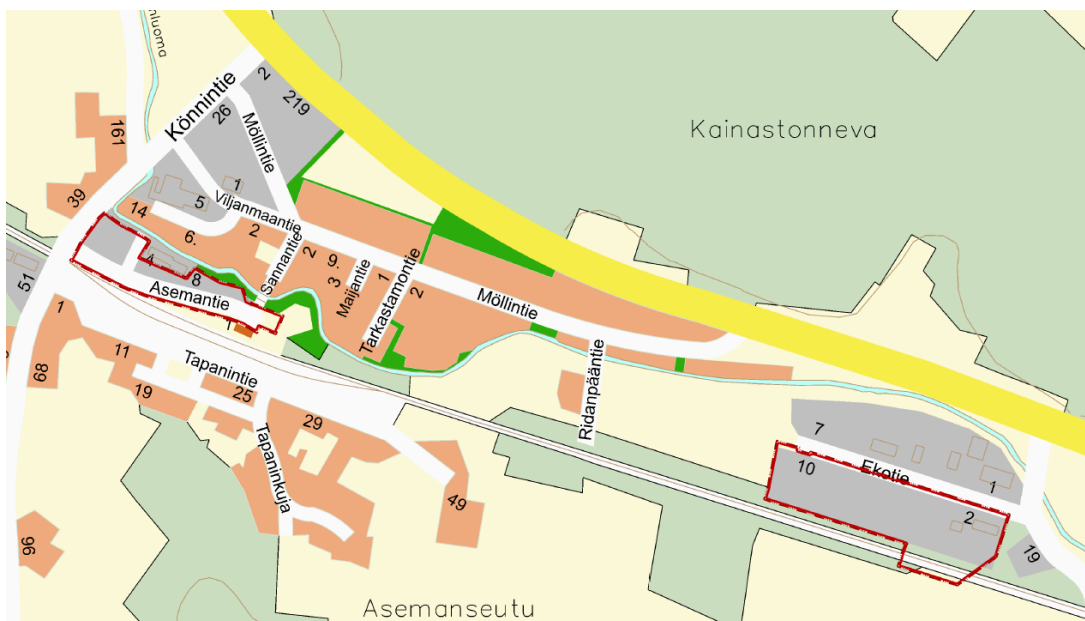 nluoma
Könnintie
2
219
26
Möllintie
161
Kainastonneva
39
1
5
Viljanmaantie
14
6.
2
Sannantie
2
9.
3
Maijantie
1
Tarkastamontie
2
Möllintie
4
8
Asemantie
1
51
1
68
11
Tapanintie
19
25
29
Tapaninkuja
49
96
Ridanpääntie
7
10
Ekotie
1
2
19
Asemanseutu